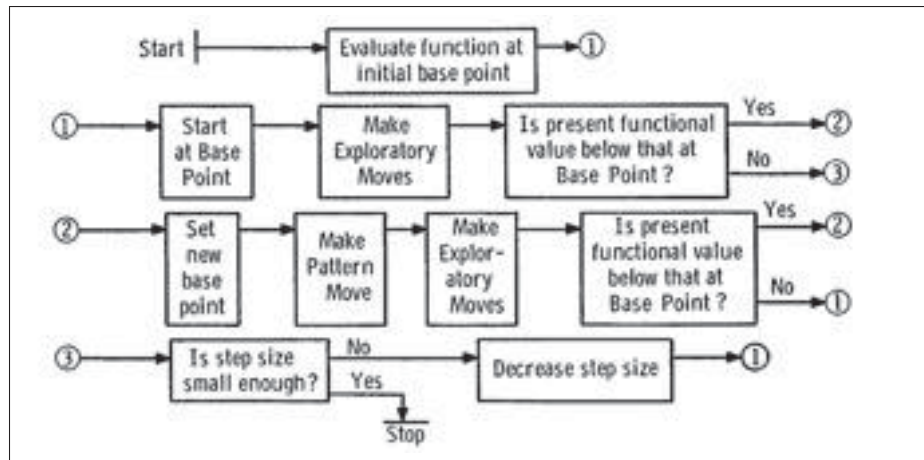 Start
Evaluate function at
initial base point
①
①
Start
at Base
Point
Make
Exploratory
Moves
Is present functional
value below that at
Base Point ?
Yes
②
No
③
②
Set
new
base
point
Make
Pattern
Move
Make
Explor-
atory
Moves
Is present
functional value
below that at
Base Point ?
Yes
②
No
①
③
Is step size
small enough?
No
Yes
Stop
Decrease step size
①